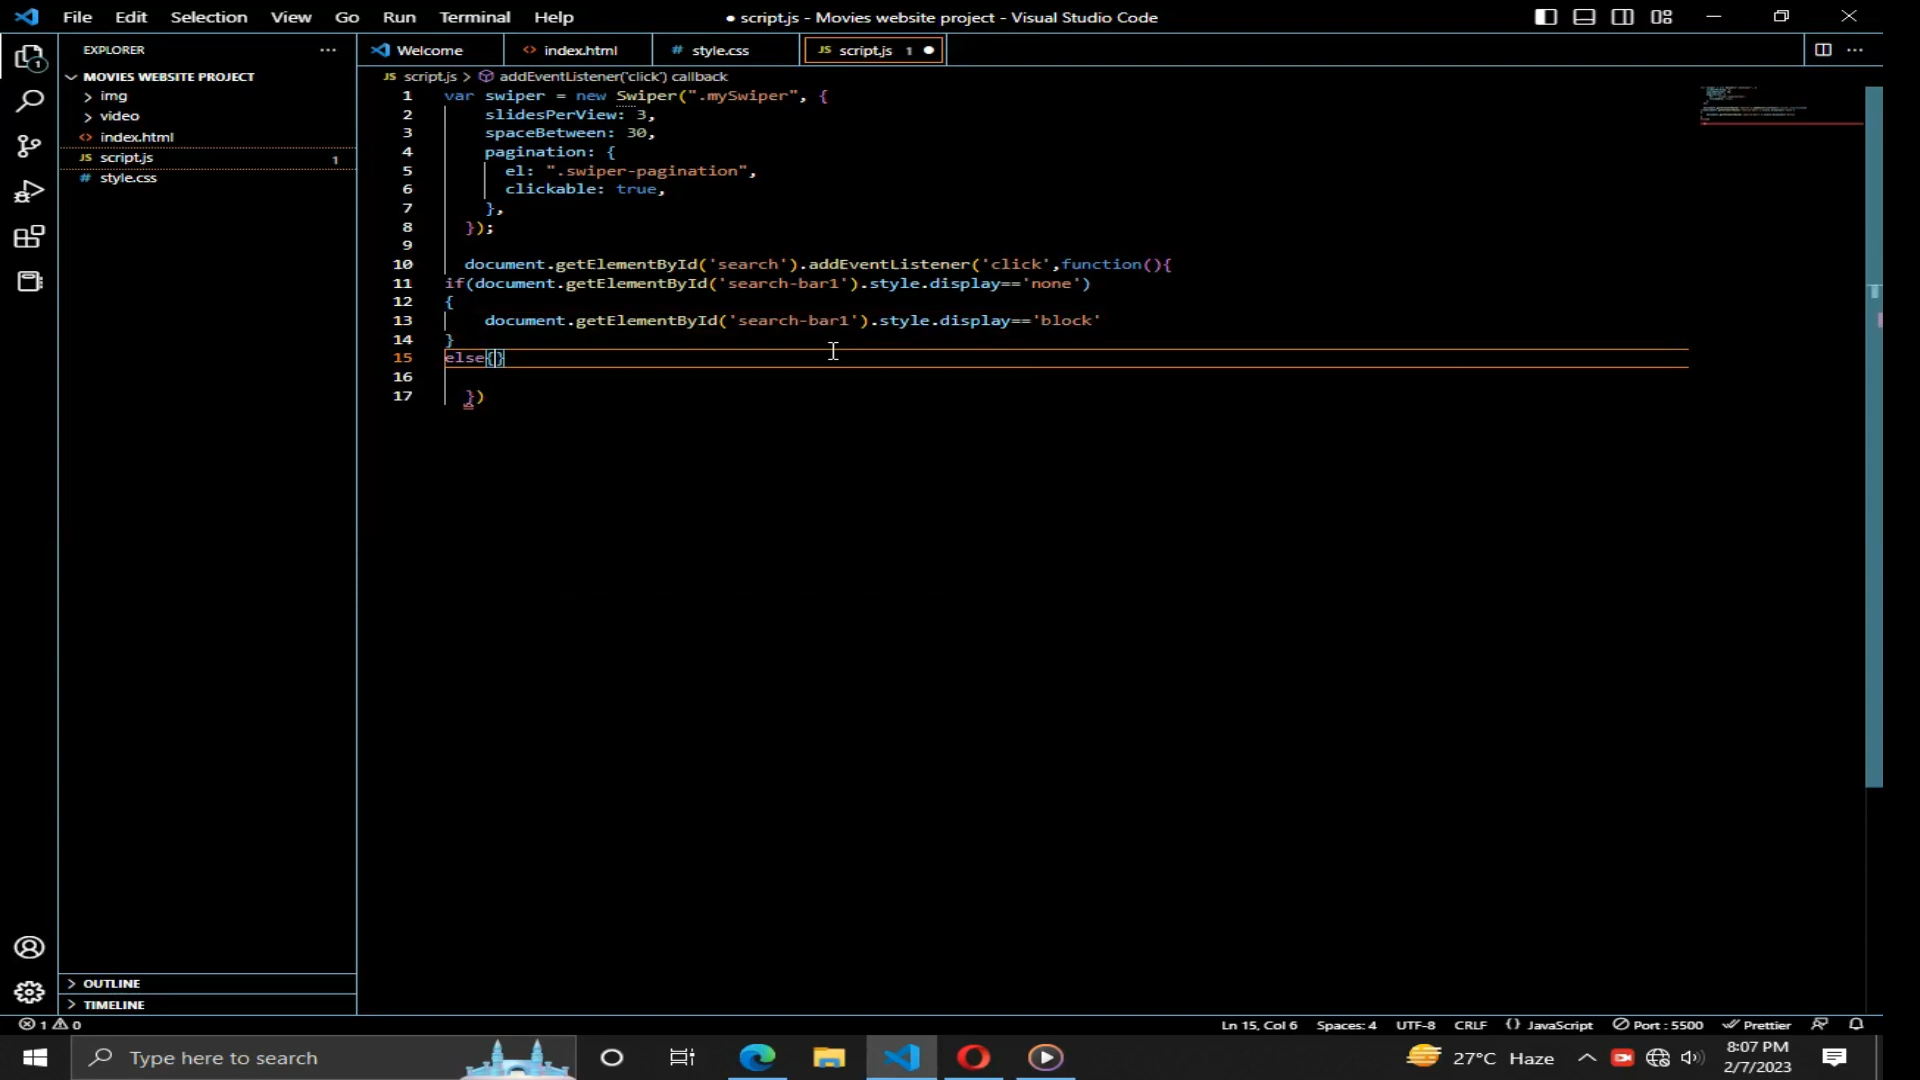 File Edit Selection View Go Run Terminal Help ● script.js - Movies website project - Visual Studio Code
EXPLORER ···
Welcome <> index.html # style.css JS script.js 1 ●
MOVIES WEBSITE PROJECT
> img
> video
<> index.html
JS script.js 1
# style.css
JS script.js > addEventListener('click') callback
1 var swiper = new Swiper(".mySwiper", {
2 slidesPerView: 3,
3 spaceBetween: 30,
4 pagination: {
5 el: ".swiper-pagination",
6 clickable: true,
7 },
8 });
9
10 document.getElementById('search').addEventListener('click',function(){
11 if(document.getElementById('search-bar1').style.display=='none')
12 {
13 document.getElementById('search-bar1').style.display=='block'
14 }
15 else{}
16
17 })
> OUTLINE
> TIMELINE
1 0 Ln 15, Col 6 Spaces: 4 UTF-8 CRLF {} JavaScript Port : 5500 Prettier
Type here to search 27°C Haze 8:07 PM
2/7/2023